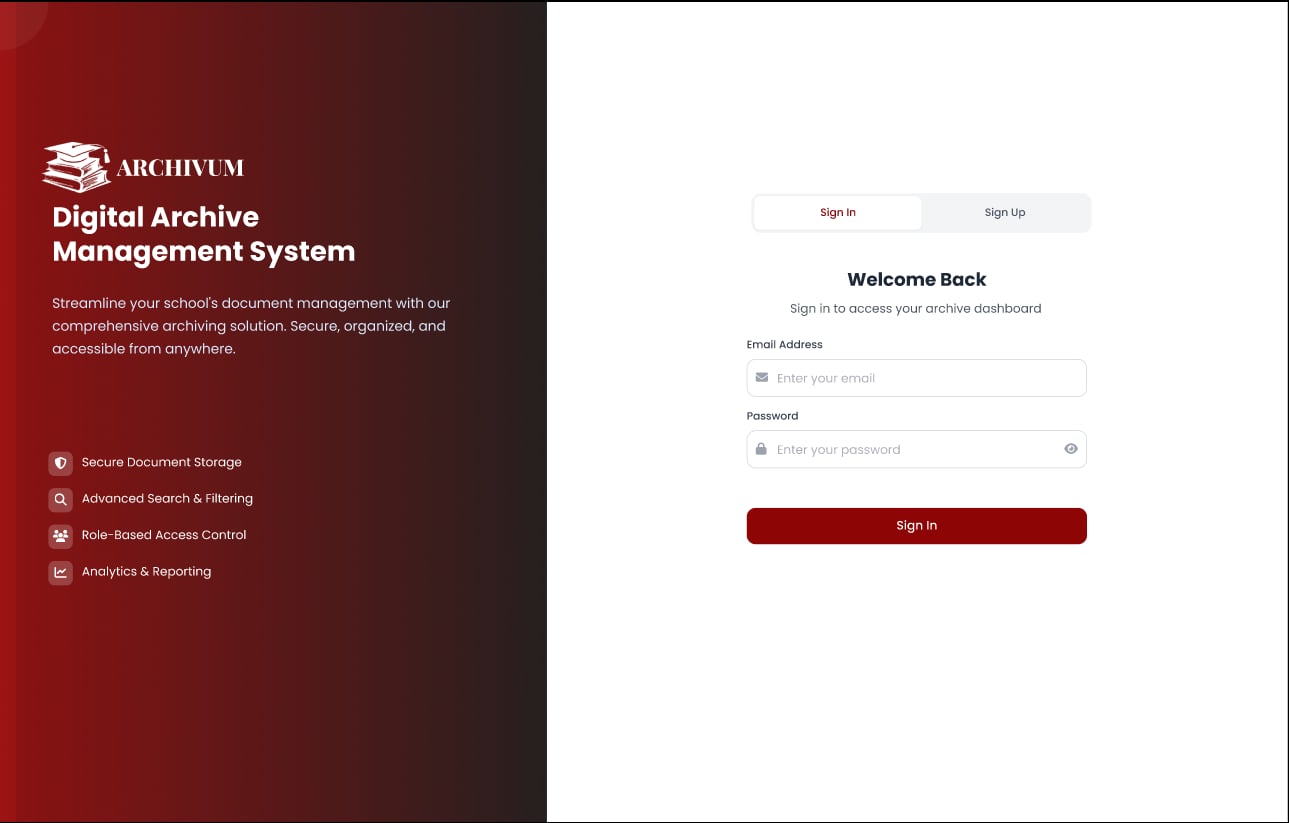 ARCHIVUM
Digital Archive
Management System
Streamline your school's document management with our
comprehensive archiving solution. Secure, organized, and
accessible from anywhere.
Secure Document Storage
Advanced Search & Filtering
Role-Based Access Control
Analytics & Reporting
Sign In
Sign Up
Welcome Back
Sign in to access your archive dashboard
Email Address
Enter your email
Password
Enter your password
Sign In